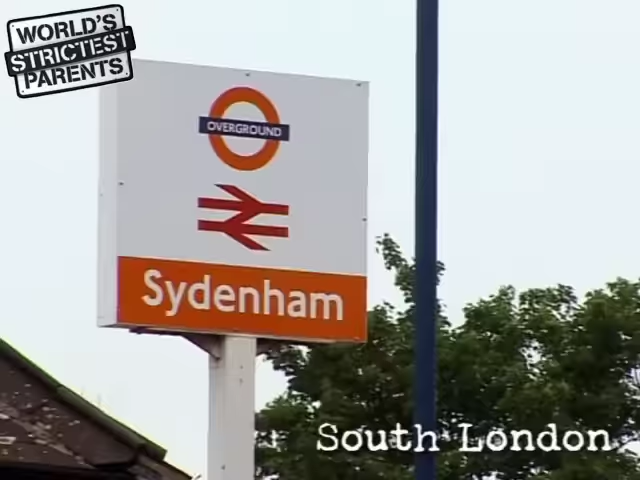 WORLD'S
STRICTEST
PARENTS
OVERGROUND
Sydenham
South London